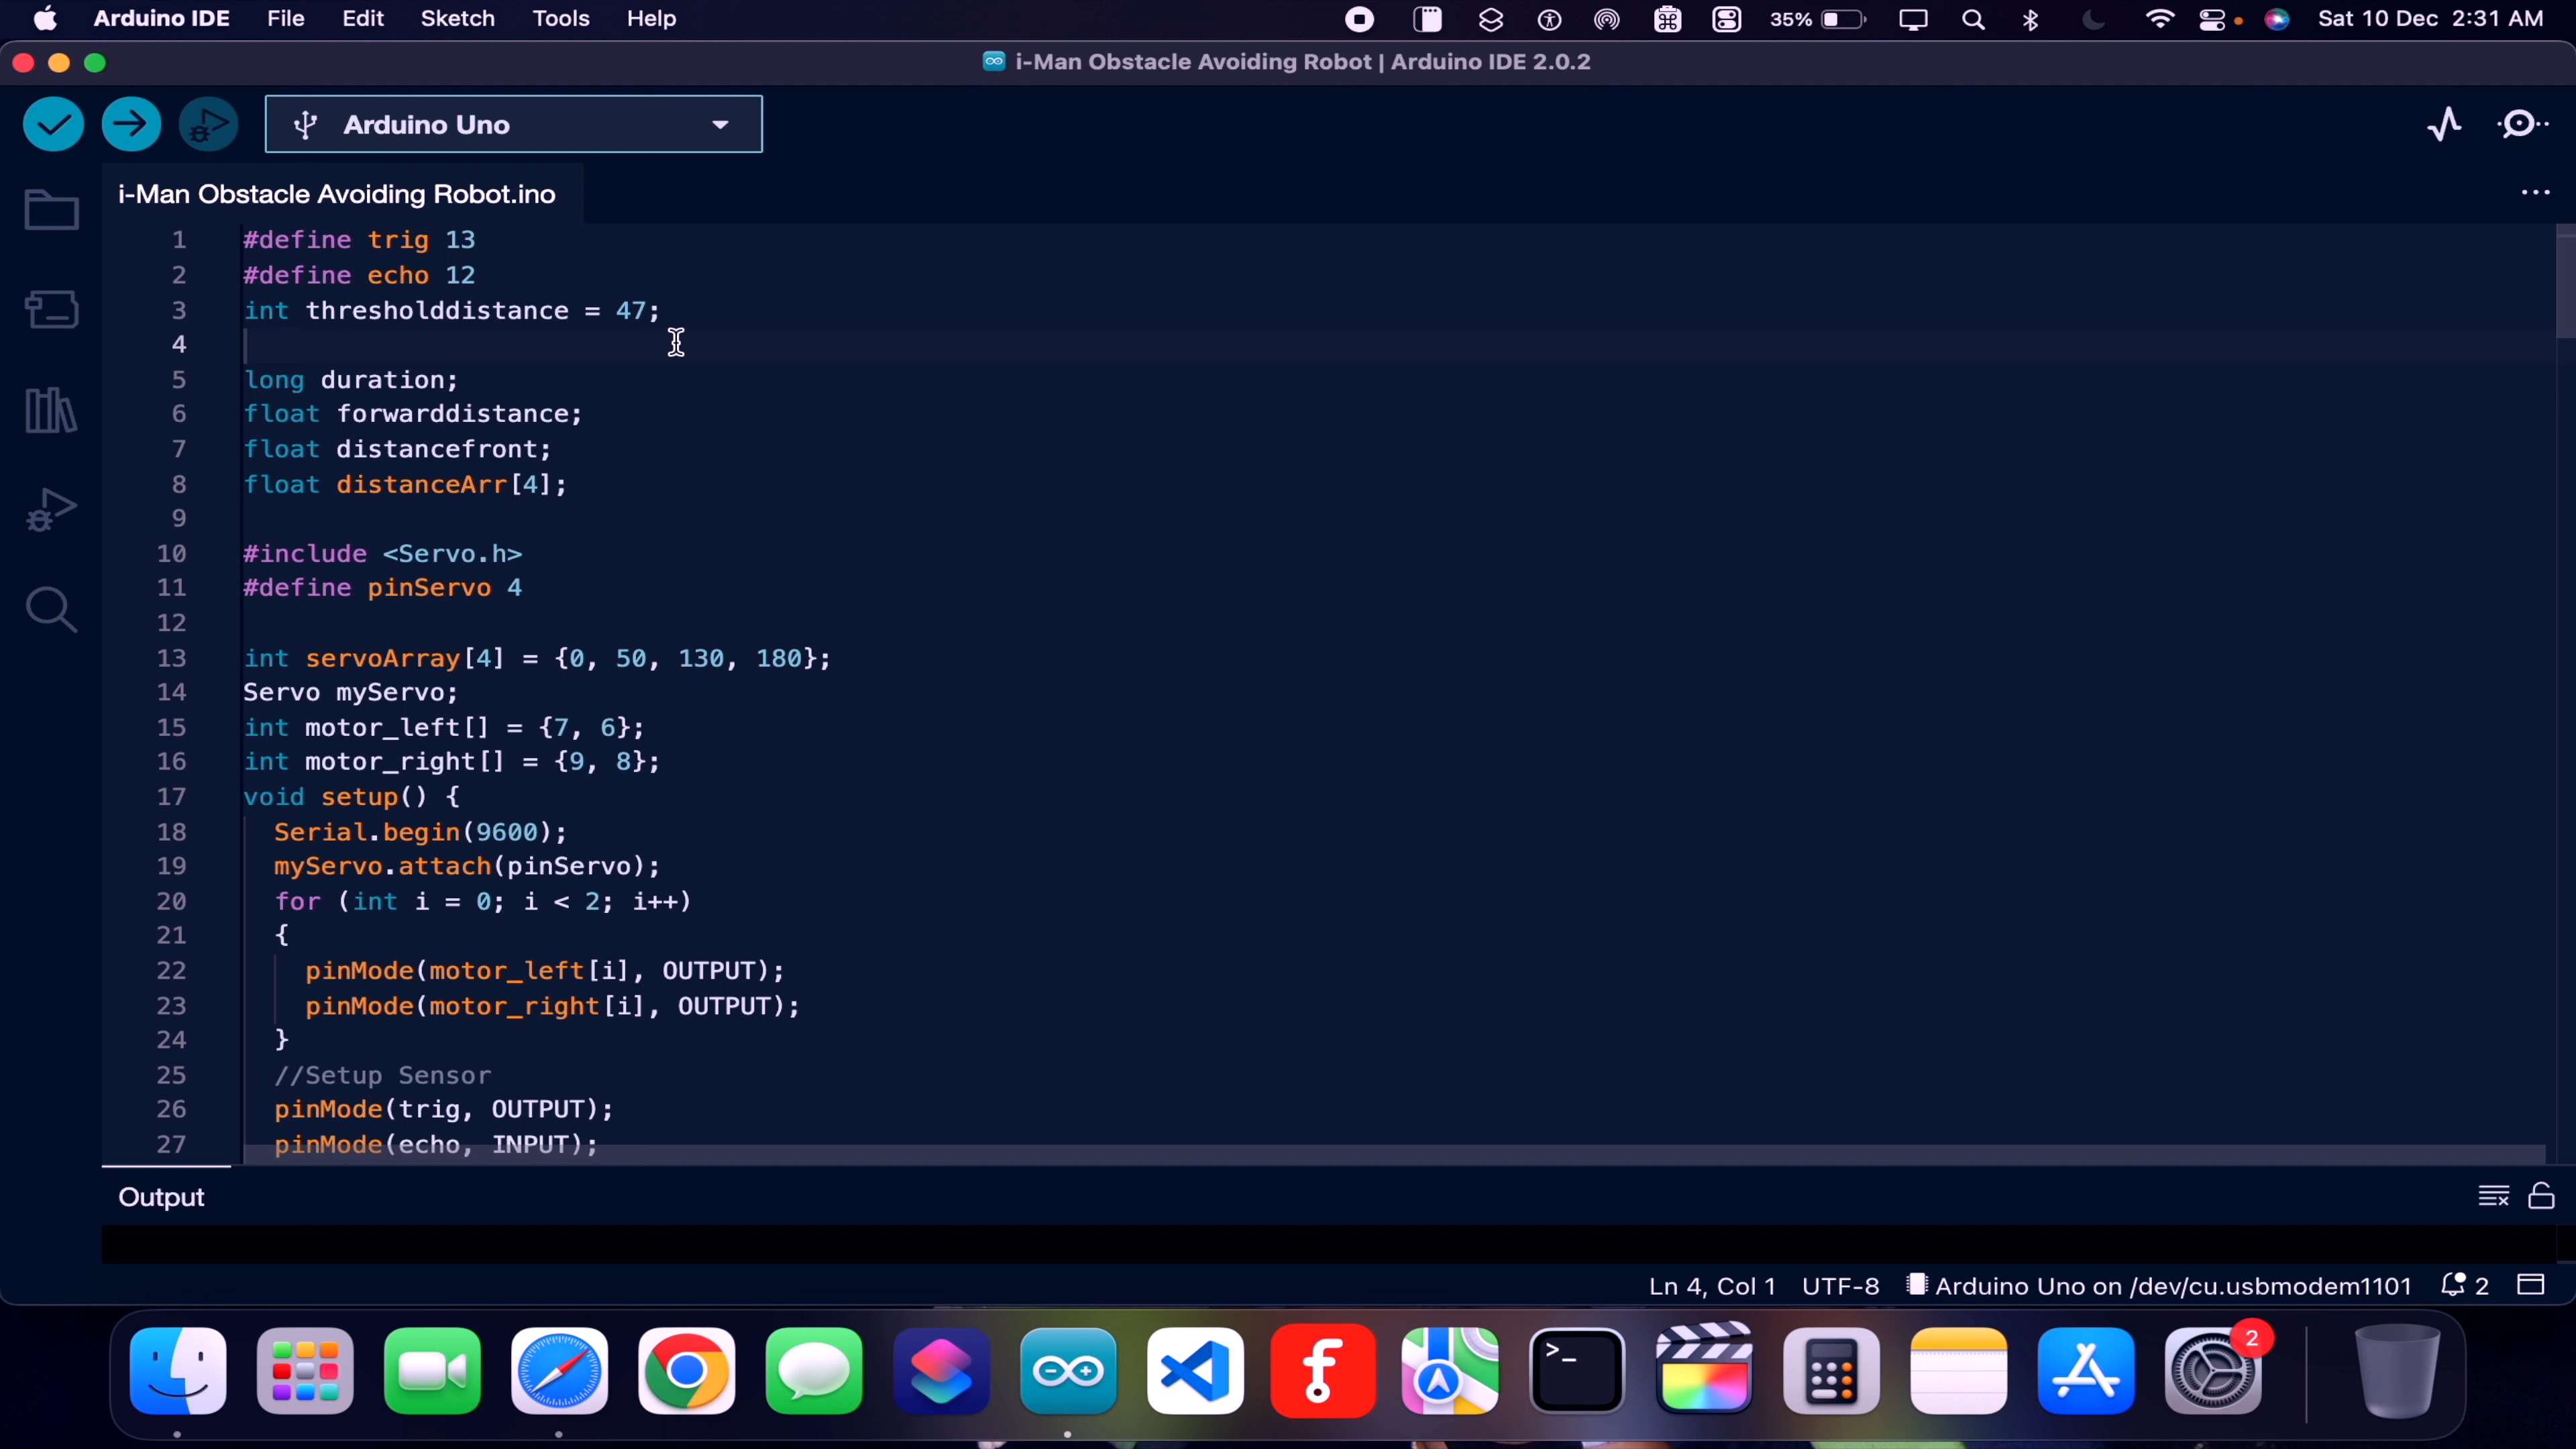 Arduino IDE File Edit Sketch Tools Help 35% Sat 10 Dec 2:31 AM
i-Man Obstacle Avoiding Robot | Arduino IDE 2.0.2
Arduino Uno
i-Man Obstacle Avoiding Robot.ino
1 #define trig 13
2 #define echo 12
3 int thresholddistance = 47;
4
5 long duration;
6 float forwarddistance;
7 float distancefront;
8 float distanceArr[4];
9
10 #include <Servo.h>
11 #define pinServo 4
12
13 int servoArray[4] = {0, 50, 130, 180};
14 Servo myServo;
15 int motor_left[] = {7, 6};
16 int motor_right[] = {9, 8};
17 void setup() {
18 Serial.begin(9600);
19 myServo.attach(pinServo);
20 for (int i = 0; i < 2; i++)
21 {
22 pinMode(motor_left[i], OUTPUT);
23 pinMode(motor_right[i], OUTPUT);
24 }
25 //Setup Sensor
26 pinMode(trig, OUTPUT);
27 pinMode(echo, INPUT);
Output
Ln 4, Col 1 UTF-8 Arduino Uno on /dev/cu.usbmodem1101 2
2